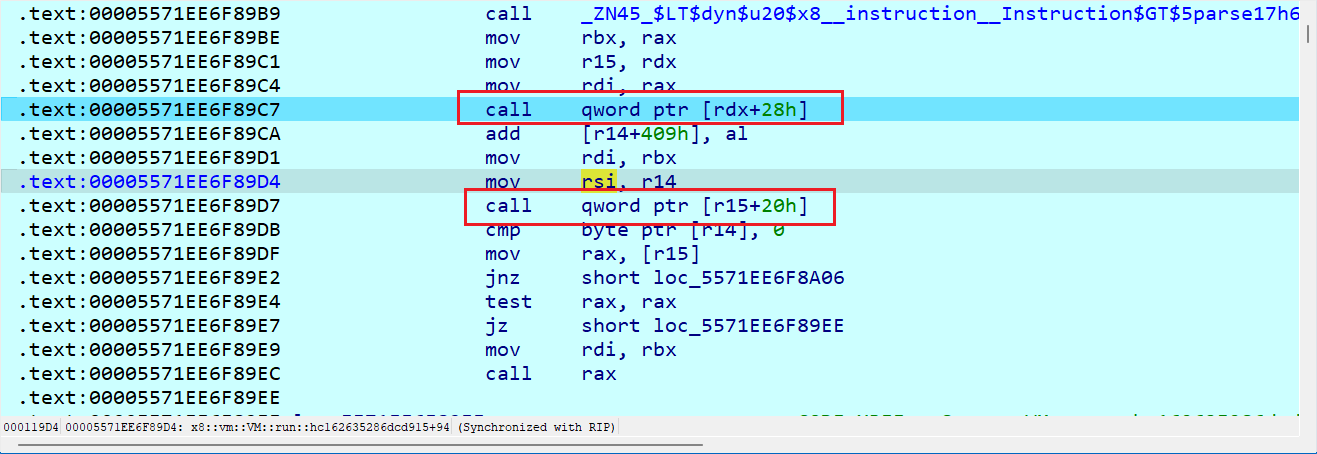 .text:00005571EE6F89B9 call _ZN45_$LT$dyn$u20$x8__instruction__Instruction$GT$5parse17h6
.text:00005571EE6F89BE mov rbx, rax
.text:00005571EE6F89C1 mov r15, rdx
.text:00005571EE6F89C4 mov rdi, rax
.text:00005571EE6F89C7 call qword ptr [rdx+28h]
.text:00005571EE6F89CA add [r14+409h], al
.text:00005571EE6F89D1 mov rdi, rbx
.text:00005571EE6F89D4 mov rsi, r14
.text:00005571EE6F89D7 call qword ptr [r15+20h]
.text:00005571EE6F89DB cmp byte ptr [r14], 0
.text:00005571EE6F89DF mov rax, [r15]
.text:00005571EE6F89E2 jnz short loc_5571EE6F8A06
.text:00005571EE6F89E4 test rax, rax
.text:00005571EE6F89E7 jz short loc_5571EE6F89EE
.text:00005571EE6F89E9 mov rdi, rbx
.text:00005571EE6F89EC call rax
.text:00005571EE6F89EE
000119D4 00005571EE6F89D4: x8::vm::VM::run::hc162635286dcd915+94 (Synchronized with RIP)